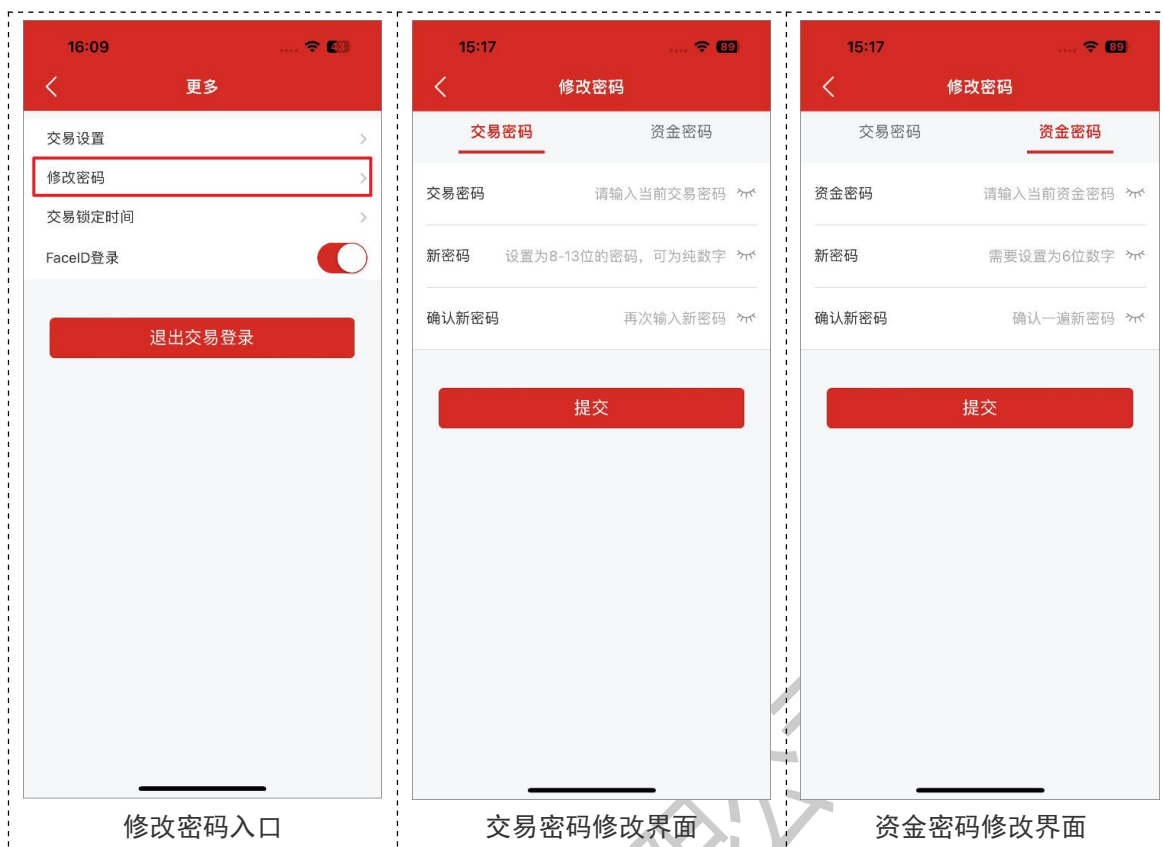 16:09
43
更多
交易设置
修改密码
交易锁定时间
FaceID登录
退出交易登录
修改密码入口
15:17
89
修改密码
交易密码 资金密码
交易密码 请输入当前交易密码
新密码 设置为8-13位的密码，可为纯数字
确认新密码 再次输入新密码
提交
交易密码修改界面
15:17
89
修改密码
交易密码 资金密码
资金密码 请输入当前资金密码
新密码 需要设置为6位数字
确认新密码 确认一遍新密码
提交
资金密码修改界面